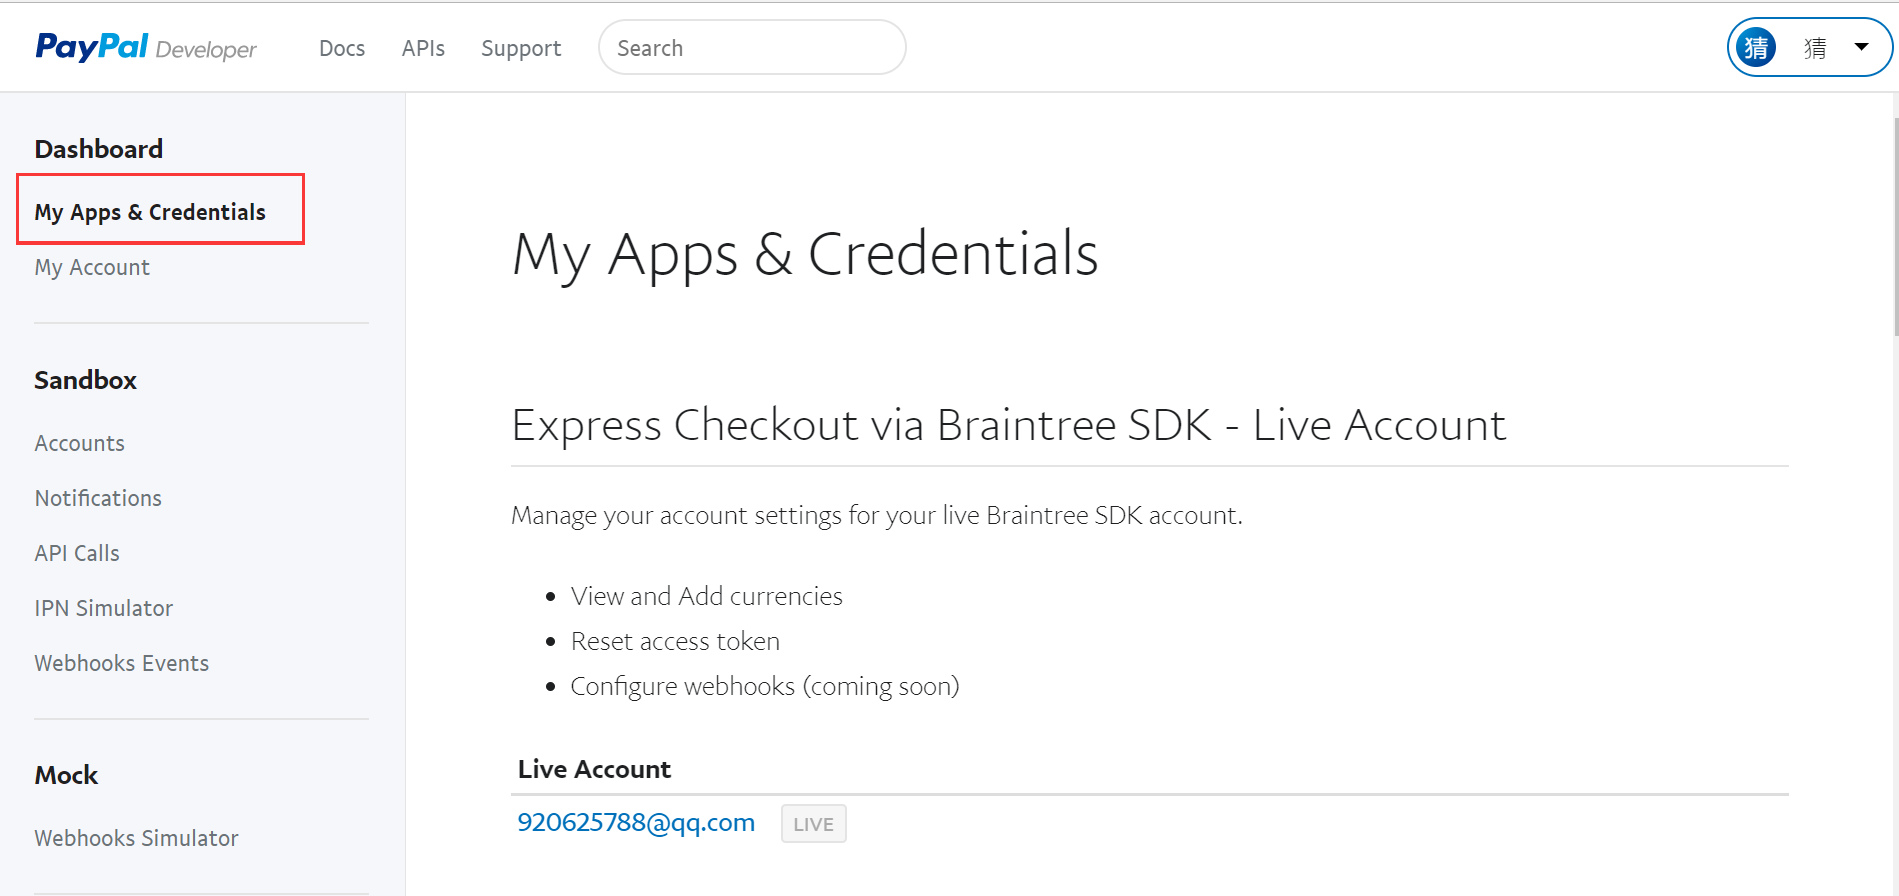 PayPal Developer
Docs
APIs
Support
Search
猜
猜
Dashboard
My Apps & Credentials
My Account
Sandbox
Accounts
Notifications
API Calls
IPN Simulator
Webhooks Events
Mock
Webhooks Simulator
My Apps & Credentials
Express Checkout via Braintree SDK - Live Account
Manage your account settings for your live Braintree SDK account.
• View and Add currencies
• Reset access token
• Configure webhooks (coming soon)
Live Account
920625788@qq.com LIVE